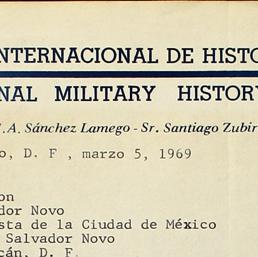 INTERNACIONAL DE HISTO
NAL MILITARY HISTORY
.A. Sánchez Lamego - Sr. Santiago Zubir
o, D. F , marzo 5, 1969
on
dor Novo
sta de la Ciudad de México
Salvador Novo
cán, D. F.